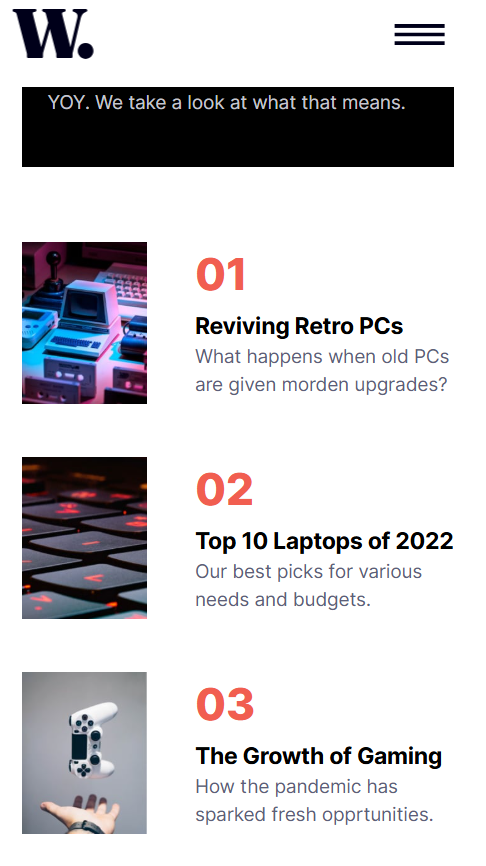 W.
YOY. We take a look at what that means.
01
Reviving Retro PCs
What happens when old PCs
are given morden upgrades?
02
Top 10 Laptops of 2022
Our best picks for various
needs and budgets.
03
The Growth of Gaming
How the pandemic has
sparked fresh opprtunities.